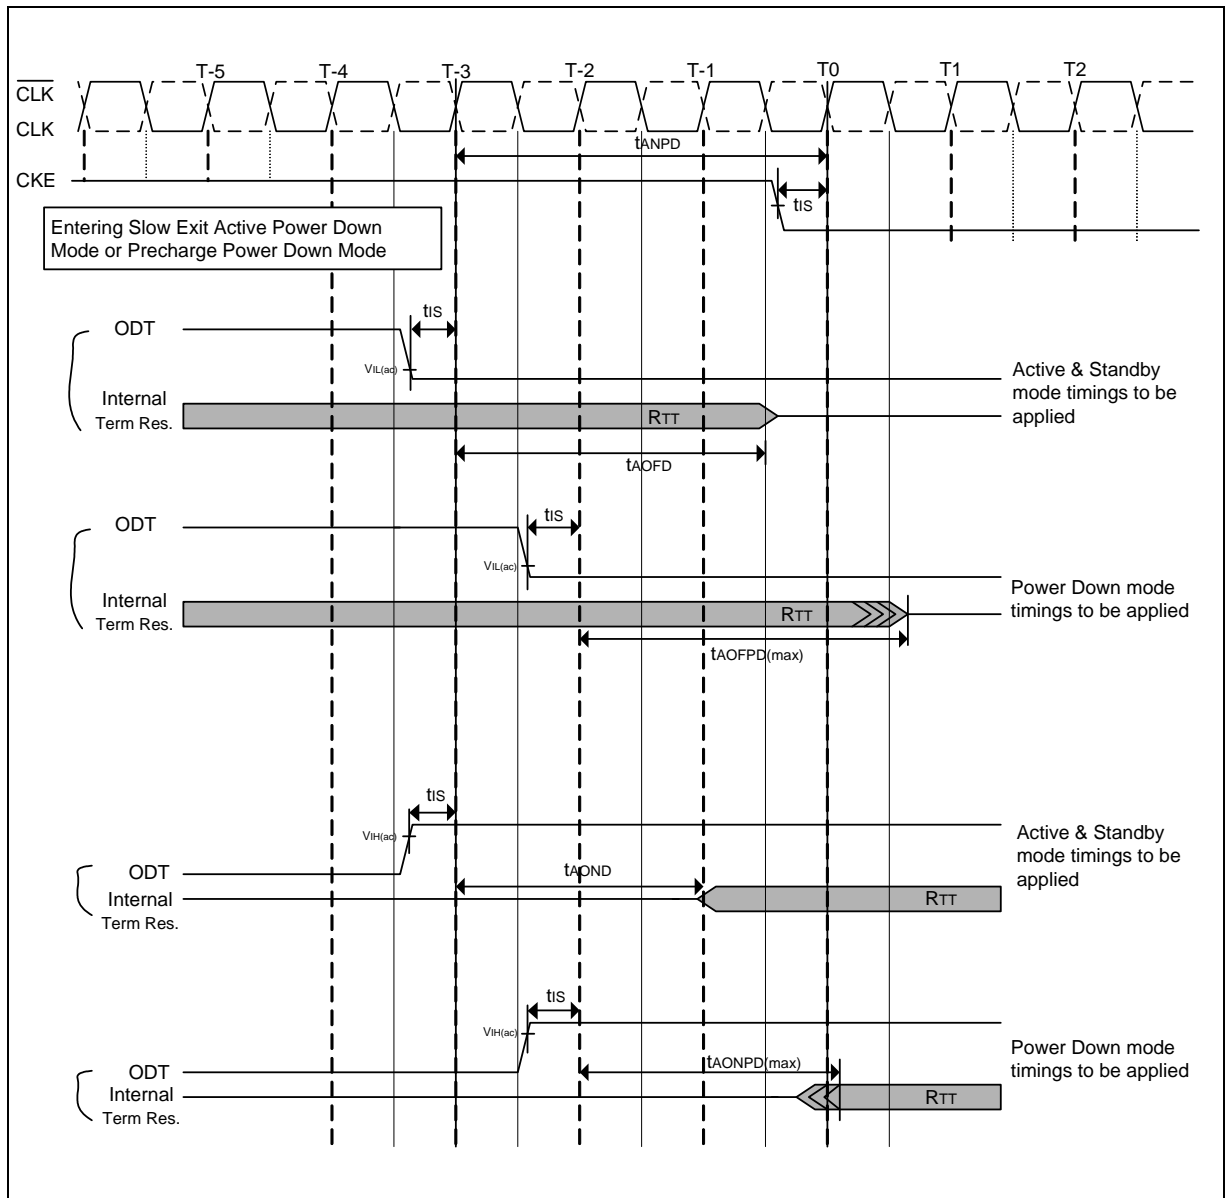 T-5 T-4 T-3 T-2 T-1 T0 T1 T2
CLK
CLK
tANPD
CKE
tIS
Entering Slow Exit Active Power Down
Mode or Precharge Power Down Mode
tIS
ODT
VIL(ac)
Active & Standby
mode timings to be
applied
Internal
Term Res.
RTT
tAOFD
ODT
tIS
VIL(ac)
Power Down mode
timings to be applied
Internal
Term Res.
RTT
tAOFPD(max)
tIS
VIH(ac)
Active & Standby
mode timings to be
applied
ODT
tAOND
Internal
Term Res.
RTT
tIS
VIH(ac)
Power Down mode
timings to be applied
ODT
tAONPD(max)
Internal
Term Res.
RTT